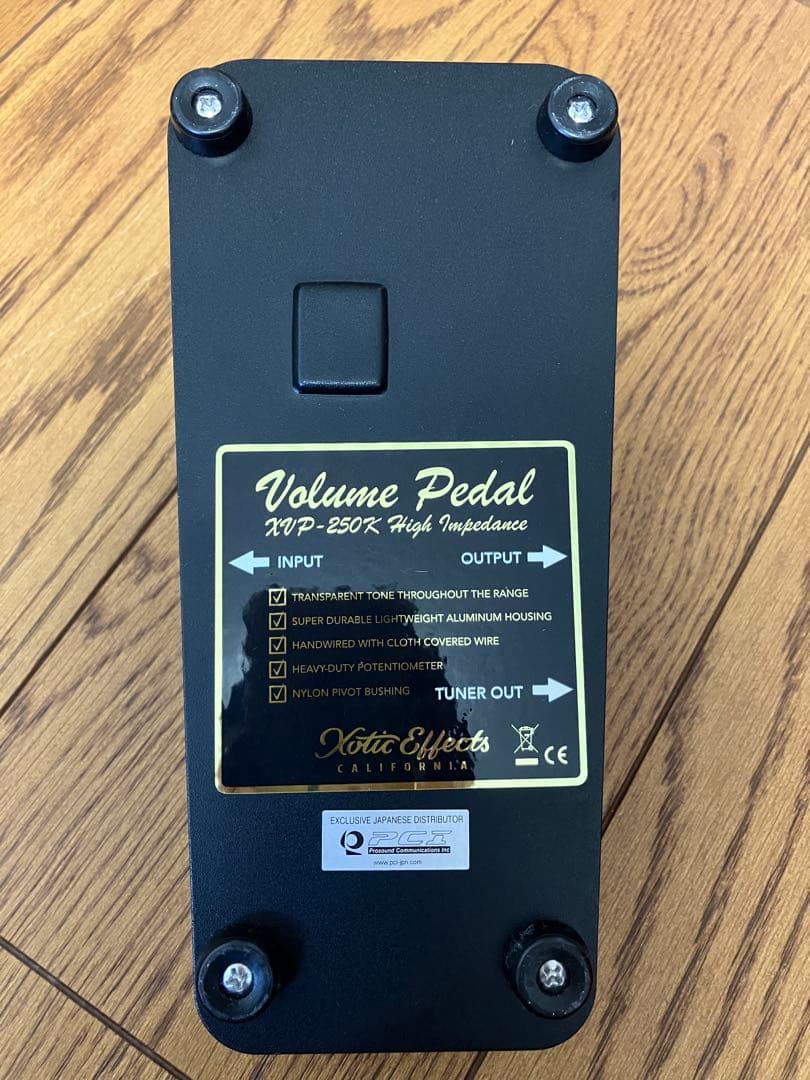 Volume Pedal
XVP-250K High Impedance
INPUT
OUTPUT
TRANSPARENT TONE THROUGHOUT THE RANGE
SUPER DURABLE LIGHTWEIGHT ALUMINUM HOUSING
HANDWIRED WITH CLOTH COVERED WIRE
HEAVY-DUTY POTENTIOMETER
NYLON PIVOT BUSHING
TUNER OUT
Xotic Effects
CALIFORNIA
CE
EXCLUSIVE JAPANESE DISTRIBUTOR
PCI
Prosound Communications Inc
www.pci-jpn.com